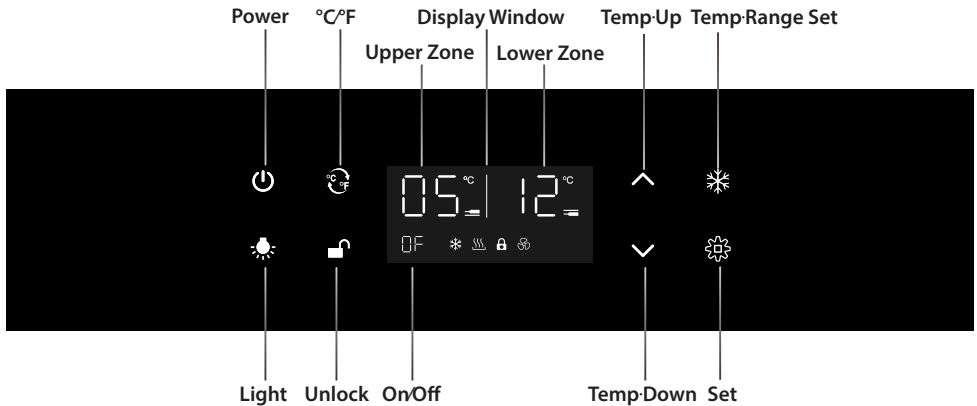 Power °C/°F Display Window Temp·Up Temp·Range Set
Upper Zone Lower Zone
°C °F
05 °C 12 °C
0F
Light Unlock On/Off Temp·Down Set